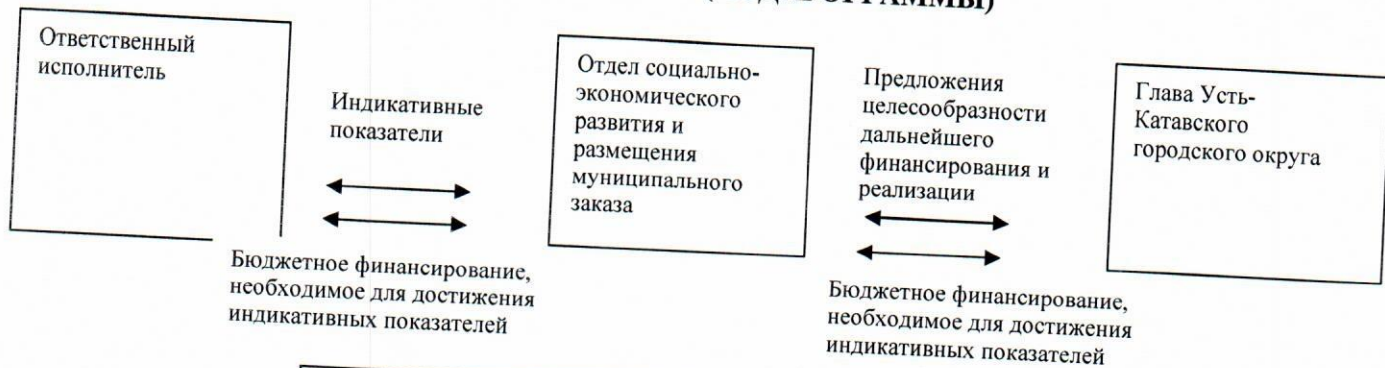 Ответственный
исполнитель
Индикативные
показатели
Бюджетное финансирование,
необходимое для достижения
индикативных показателей
Отдел социально-
экономического
развития и
размещения
муниципального
заказа
Предложения
целесообразности
дальнейшего
финансирования и
реализации
Бюджетное финансирование,
необходимое для достижения
индикативных показателей
Глава Усть-
Катавского
городского округа